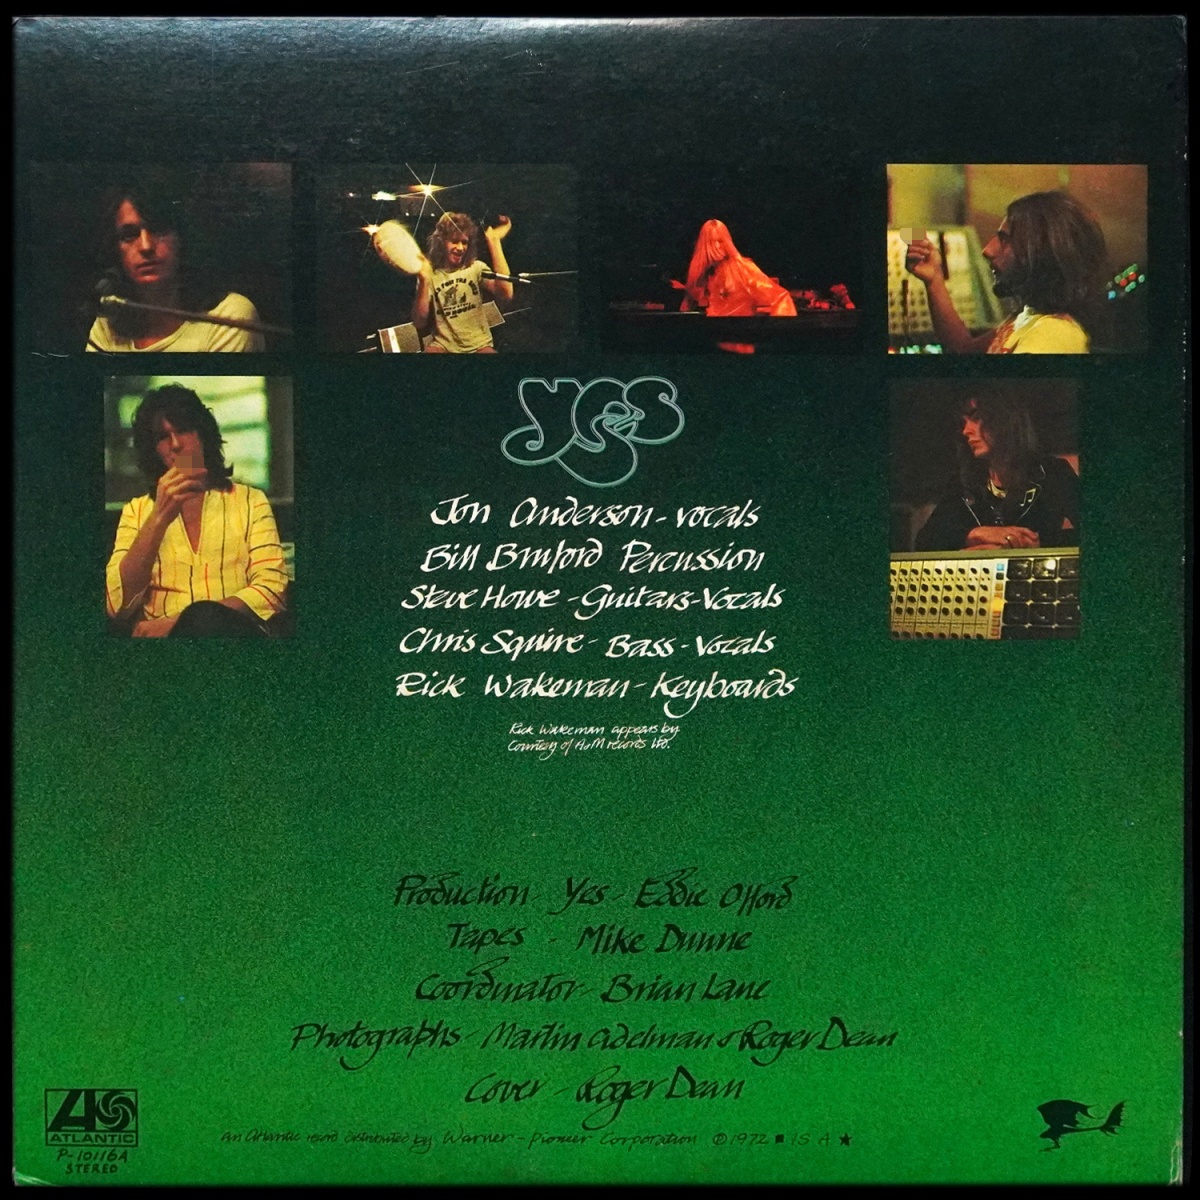 yes
Jon Anderson - vocals
Bill Bruford Percussion
Steve Howe - Guitars - Vocals
Chris Squire - Bass - Vocals
Rick Wakeman - Keyboards
Rick Wakeman appears by
Courtesy of A&M records ltd.
Production Yes - Eddie Offord
Tapes - Mike Dunne
Coordinator - Brian Lane
Photographs - Martin Adelman & Roger Dean
Cover - Roger Dean
ATLANTIC
P-10116A
STEREO
an Atlantic record distributed by Warner - Pioneer Corporation ℗ 1972 ■ IS A ★